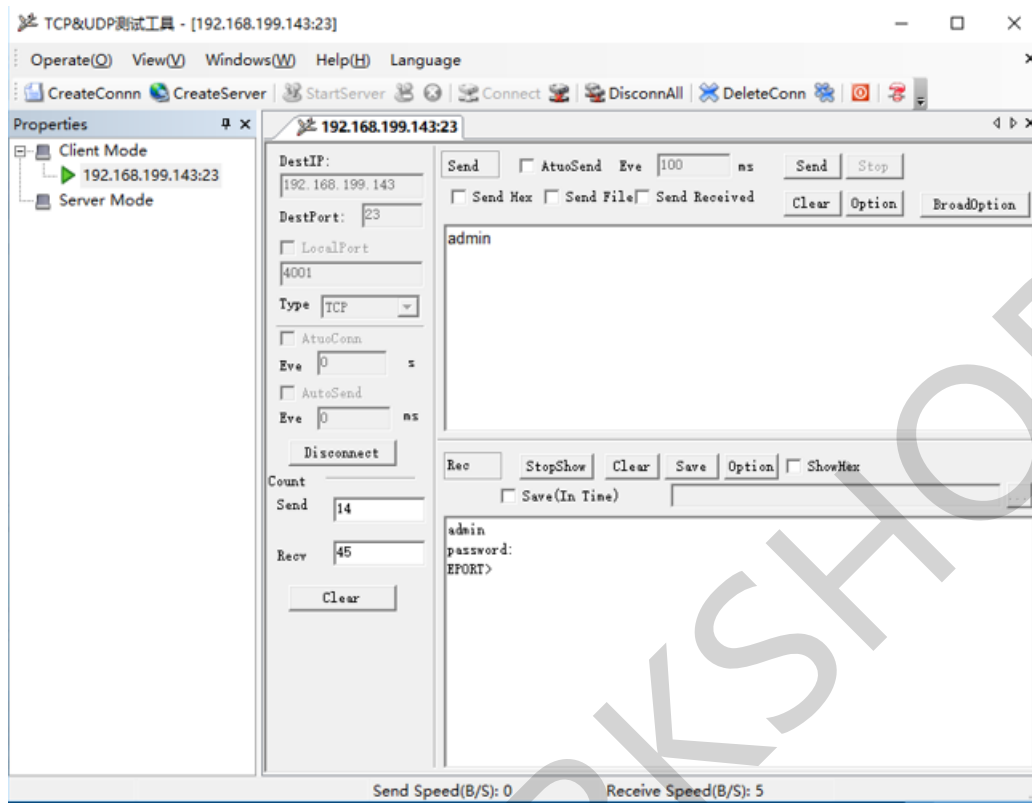 TCP&UDP测试工具 - [192.168.199.143:23]
Operate(O) View(V) Windows(W) Help(H) Language
CreateConnn CreateServer StartServer Connect DisconnAll DeleteConn
Properties
192.168.199.143:23
Client Mode
192.168.199.143:23
Server Mode
DestIP:
192.168.199.143
DestPort: 23
LocalPort
4001
Type TCP
AtuoConn
Eve 0 s
AutoSend
Eve 0 ms
Disconnect
Count
Send 14
Recv 45
Clear
Send AtuoSend Eve 100 ms Send Stop
Send Hex Send File Send Received Clear Option BroadOption
admin
Rec StopShow Clear Save Option ShowHex
Save(In Time) ...
admin
password:
EPORT>
Send Speed(B/S): 0 Receive Speed(B/S): 5